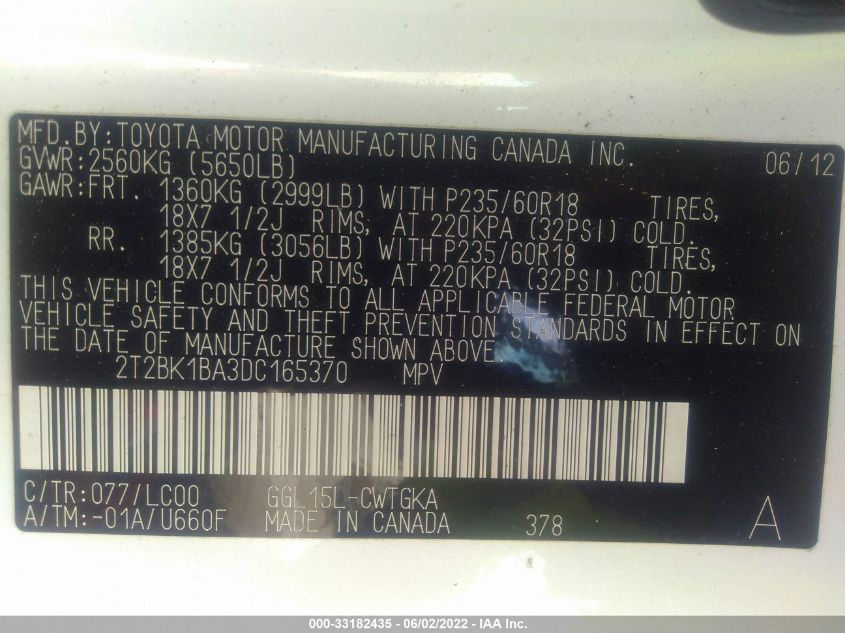 MFD.BY:TOYOTA MOTOR MANUFACTURING CANADA INC. 06/12
GVWR:2560KG (5650LB)
GAWR:FRT. 1360KG (2999LB) WITH P235/60R18 TIRES,
18X7 1/2J RIMS, AT 220KPA (32PSI) COLD.
RR. 1385KG (3056LB) WITH P235/60R18 TIRES,
18X7 1/2J RIMS, AT 220KPA (32PSI) COLD.
THIS VEHICLE CONFORMS TO ALL APPLICABLE FEDERAL MOTOR
VEHICLE SAFETY AND THEFT PREVENTION STANDARDS IN EFFECT ON
THE DATE OF MANUFACTURE SHOWN ABOVE.
2T2BK1BA3DC165370 MPV
C/TR:077/LC00 GGL15L-CWTGKA
A/TM:-01A/U660F MADE IN CANADA 378 A
000-33182435 - 06/02/2022 - IAA Inc.